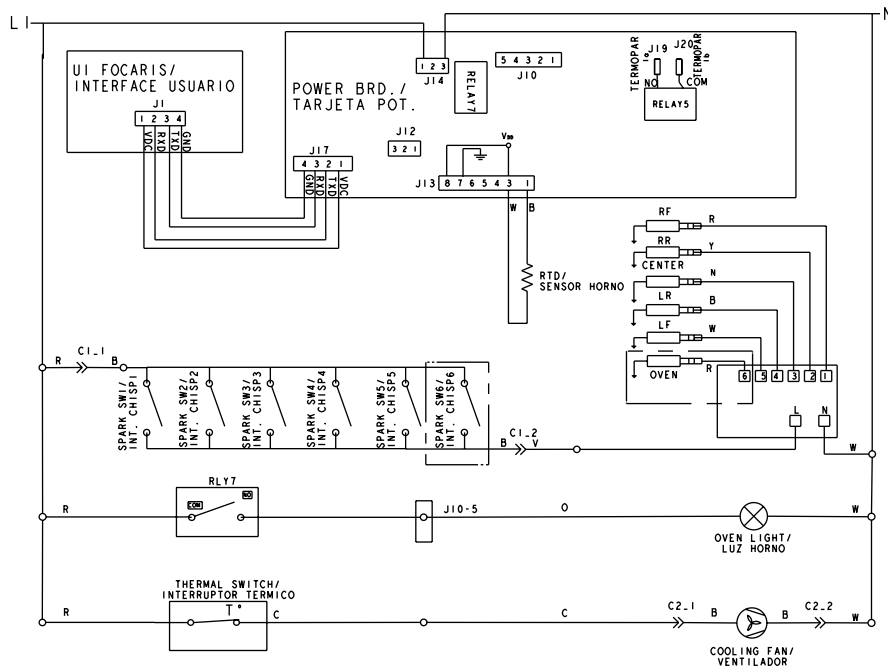 L1
N
UI FOCARIS/
INTERFACE USUARIO
J1
1 2 3 4
VDC
RXD
TXD
GND
POWER BRD./
TARJETA POT.
1 2 3
J14
RELAY7
5 4 3 2 1
J10
TERMOPAR
1a
J19
J20
TERMOPAR
1b
NO
COM
RELAY5
J12
3 2 1
J17
4 3 2 1
GND
RXD
TXD
VDC
VDD
J13
8 7 6 5 4 3 1
W
B
RTD/
SENSOR HORNO
RF
R
RR
Y
CENTER
N
LR
B
LF
W
OVEN
R
6 5 4 3 2 1
L
N
W
R
C1_1
B
SPARK SW1/
INT. CHISP1
SPARK SW2/
INT. CHISP2
SPARK SW3/
INT. CHISP3
SPARK SW4/
INT. CHISP4
SPARK SW5/
INT. CHISP5
SPARK SW6/
INT. CHISP6
B
C1_2
V
RLY7
COM
NO
R
J10-5
O
W
OVEN LIGHT/
LUZ HORNO
THERMAL SWITCH/
INTERRUPTOR TERMICO
T°
R
C
C
C2_1
B
B
C2_2
W
COOLING FAN/
VENTILADOR